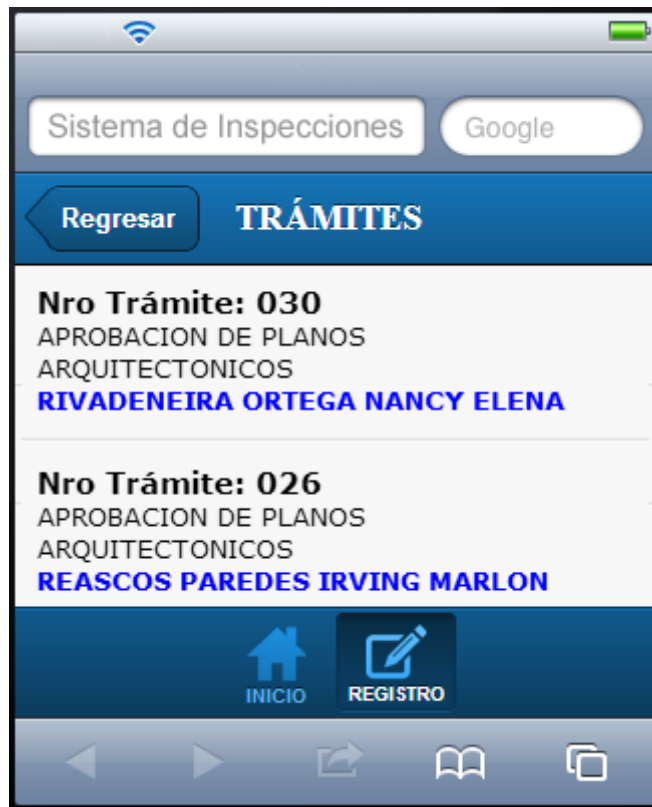 Sistema de Inspecciones Google
Regresar TRÁMITES
Nro Trámite: 030
APROBACION DE PLANOS
ARQUITECTONICOS
RIVADENEIRA ORTEGA NANCY ELENA
Nro Trámite: 026
APROBACION DE PLANOS
ARQUITECTONICOS
REASCOS PAREDES IRVING MARLON
INICIO REGISTRO